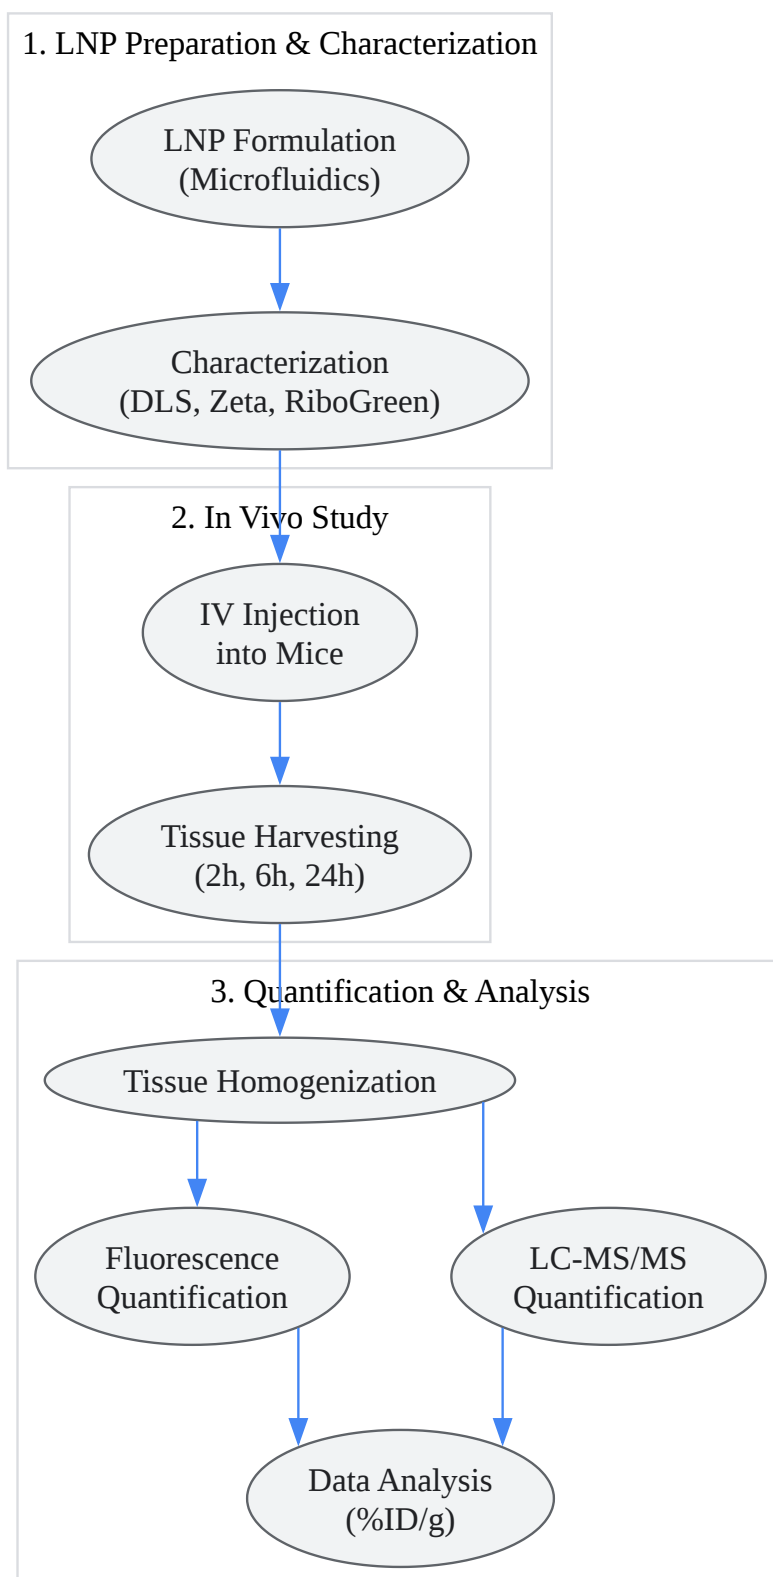 1. LNP Preparation & Characterization
LNP Formulation
(Microfluidics)
Characterization
(DLS, Zeta, RiboGreen)
2. In Vivo Study
IV Injection
into Mice
Tissue Harvesting
(2h, 6h, 24h)
3. Quantification & Analysis
Tissue Homogenization
Fluorescence
Quantification
LC-MS/MS
Quantification
Data Analysis
(%ID/g)